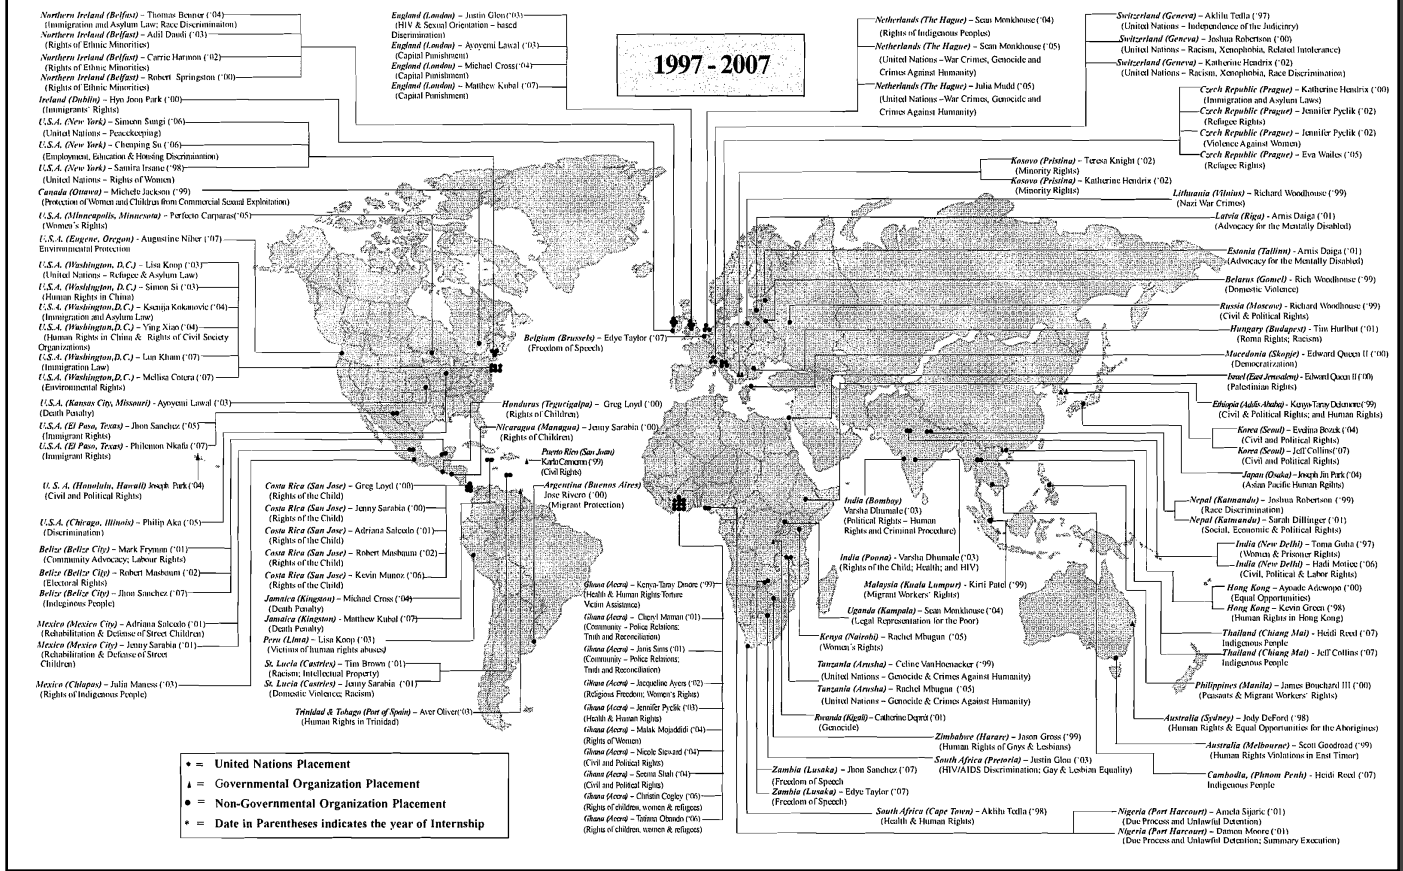 1997 - 2007
Northern Ireland (Belfast) – Thomas Benner (‘04)
(Immigration and Asylum Law; Race Discrimination)
Northern Ireland (Belfast) – Adil Daudi (‘03)
(Rights of Ethnic Minorities)
Northern Ireland (Belfast) – Carrie Harmon (‘02)
(Rights of Ethnic Minorities)
Northern Ireland (Belfast) – Robert Springston (‘00)
(Rights of Ethnic Minorities)
Ireland (Dublin) – Hyo Joon Park (‘00)
(Immigrants’ Rights)
U.S.A. (New York) – Simeon Sungi (‘06)
(United Nations – Peacekeeping)
U.S.A. (New York) – Chenping Su (‘06)
(Employment, Education & Housing Discrimination)
U.S.A. (New York) – Samira Irsane (‘98)
(United Nations – Rights of Women)
Canada (Ottawa) – Michele Jackson (‘99)
(Protection of Women and Children from Commercial Sexual Exploitation)
U.S.A. (Minneapolis, Minnesota) – Perfecto Carparas(‘05)
(Women’s Rights)
U.S.A. (Eugene, Oregon) - Augustine Niber (‘07)
Environmental Protection
U.S.A. (Washington, D.C.) – Lisa Koop (‘03)
(United Nations – Refugee & Asylum Law)
U.S.A. (Washington, D.C.) – Simon Si (‘03)
(Human Rights in China)
U.S.A. (Washington, D.C.) – Ksenija Kokanovic (‘04)
(Immigration and Asylum Law)
U.S.A. (Washington,D.C.) – Ying Xiao (‘04)
(Human Rights in China & Rights of Civil Society
Organizations)
U.S.A. (Washington,D.C.) – Lun Kham (‘07)
(Immigration Law)
U.S.A. (Washington,D.C.) – Mellisa Cotera (‘07)
(Environmental Rights)
U.S.A. (Kansas City, Missouri) – Ayoyemi Lawal (‘03)
(Death Penalty)
U.S.A. (El Paso, Texas) – Jhon Sanchez (‘05)
(Immigrant Rights)
U.S.A. (El Paso, Texas) – Philemon Nkafu (‘07)
(Immigrant Rights)
U. S. A. (Honolulu, Hawaii) Joseph Park (‘04)
(Civil and Political Rights)
U.S.A. (Chicago, Illinois) – Philip Aka (‘05)
(Discrimination)
Belize (Belize City) – Mark Fryman (‘01)
(Community Advocacy; Labour Rights)
Belize (Belize City) – Robert Masbaum (‘02)
(Electoral Rights)
Belize (Belize City) – Jhon Sanchez (‘07)
(Indeginous People)
Mexico (Mexico City) – Adriana Salcedo (‘01)
(Rehabilitation & Defense of Street Children)
Mexico (Mexico City) – Jenny Sarabia (‘01)
(Rehabilitation & Defense of Street
Children)
Mexico (Chiapas) – Julia Maness (‘03)
(Rights of Indigenous People)
England (London) – Justin Glon (‘03)
(HIV & Sexual Orientation – based
Discrimination)
England (London) – Ayoyemi Lawal (‘03)
(Capital Punishment)
England (London) – Michael Cross(‘04)
(Capital Punishment)
England (London) – Matthew Kubal (‘07)
(Capital Punishment)
Netherlands (The Hague) – Sean Monkhouse (‘04)
(Rights of Indigenous Peoples)
Netherlands (The Hague) – Sean Monkhouse (‘05)
(United Nations –War Crimes, Genocide and
Crimes Against Humanity)
Netherlands (The Hague) – Julia Mudd (‘05)
(United Nations –War Crimes, Genocide and
Crimes Against Humanity)
Switzerland (Geneva) – Aklilu Tedla (‘97)
(United Nations – Independence of the Judicitry)
Switzerland (Geneva) – Joshua Robertson (‘00)
(United Nations – Racism, Xenophobia, Related Intolerance)
Switzerland (Geneva) – Katherine Hendrix (‘02)
(United Nations – Racism, Xenophobia, Race Discrimination)
Czech Republic (Prague) – Katherine Hendrix (‘00)
(Immigration and Asylum Laws)
Czech Republic (Prague) – Jennifer Pyclik (‘02)
(Refugee Rights)
Czech Republic (Prague) – Jennifer Pyclik (‘02)
(Violence Against Women)
Czech Republic (Prague) – Eva Wailes (‘05)
(Refugee Rights)
Kosovo (Pristina) – Teresa Knight (‘02)
(Minority Rights)
Kosovo (Pristina) – Katherine Hendrix (‘02)
(Minority Rights)
Lithuania (Vilnius) – Richard Woodhouse (‘99)
(Nazi War Crimes)
Latvia (Riga) – Arnis Daiga (‘01)
(Advocacy for the Mentally Disabled)
Estonia (Tallinn) – Arnis Daiga (‘01)
(Advocacy for the Mentally Disabled)
Belarus (Gomel) – Rich Woodhouse (‘99)
(Domestic Violence)
Russia (Moscow) – Richard Woodhouse (‘99)
(Civil & Political Rights)
Hungary (Budapest) - Tim Hurlbut (‘01)
(Roma Rights; Racism)
Macedonia (Skopje) – Edward Queen II (‘00)
(Democratization)
Israel (East Jerusalem) - Edward Queen II (‘00)
(Palestinian Rights)
Ethiopia (Addis Ababa) - Kenya-Taray Delemore(‘99)
(Civil & Political Rights; and Human Rights)
Korea (Seoul) – Evelina Bozek (‘04)
(Civil and Political Rights)
Korea (Seoul) – Jeff Collins(‘07)
(Civil and Political Rights)
Japan (Osaka) – Joseph Jin Park (‘04)
(Asian Pacific Human Rights)
Nepal (Katmandu) – Joshua Robertson (‘99)
(Race Discrimination)
Nepal (Katmandu) – Sarah Dillinger (‘01)
(Social, Economic & Political Rights)
India (New Delhi) – Toma Guha (‘97)
(Women & Prisoner Rights)
India (New Delhi) – Hadi Motiee (‘06)
(Civil, Political & Labor Rights)
Hong Kong – Ayoade Adewopo (‘00)
(Equal Opportunities)
Hong Kong – Kevin Green (‘98)
(Human Rights in Hong Kong)
Thailand (Chiang Mai) – Heidi Reed (‘07)
Indigenous People
Thailand (Chiang Mai) – Jeff Collins (‘07)
Indigenous People
Philippines (Manila) – James Bouchard III (‘00)
(Peasants & Migrant Workers’ Rights)
Australia (Sydney) – Jody DeFord (‘98)
(Human Rights & Equal Opportunities for the Aborigines)
Australia (Melbourne) – Scott Goodroad (‘99)
(Human Rights Violations in East Timor)
Cambodia, (Phnom Penh) - Heidi Reed (‘07)
Indigenous People
Nigeria (Port Harcourt) – Amela Sijaric (‘01)
(Due Process and Unlawful Detention)
Nigeria (Port Harcourt) – Damon Moore (‘01)
(Due Process and Unlawful Detention; Summary Execution)
Belgium (Brussels) – Edye Taylor (‘07)
(Freedom of Speech)
Honduras (Tegucigalpa) – Greg Loyd (‘00)
(Rights of Children)
Nicaragua (Managua) – Jenny Sarabia (‘00)
(Rights of Children)
Puerto Rico (San Juan)
Karla Cameron (‘99)
(Civil Rights)
Argentina (Buenos Aires)
Jose Rivero (‘00)
(Migrant Protection)
Costa Rica (San Jose) – Greg Loyd (‘00)
(Rights of the Child)
Costa Rica (San Jose) – Jenny Sarabia (‘00)
(Rights of the Child)
Costa Rica (San Jose) – Adriana Salcedo (‘01)
(Rights of the Child)
Costa Rica (San Jose) – Robert Masbaum (‘02)
(Rights of the Child)
Costa Rica (San Jose) – Kevin Munoz (‘06)
(Rights of the Child)
Jamaica (Kingston) – Michael Cross (‘04)
(Death Penalty)
Jamaica (Kingston) – Matthew Kubal (‘07)
(Death Penalty)
Peru (Lima) – Lisa Koop (‘03)
(Victims of human rights abuses)
St. Lucia (Castries) – Tim Brown (‘01)
(Racism; Intellectual Property)
St. Lucia (Castries) – Jenny Sarabia (‘01)
(Domestic Violence; Racism)
Trinidad & Tobago (Port of Spain) – Aver Oliver(‘03)
(Human Rights in Trinidad)
Ghana (Accra) – Kenya-Taray Dmore (‘99)
(Health & Human Rights-Torture
Victim Assistance)
Ghana (Accra) – Cheryl Maman (‘01)
(Community – Police Relations;
Truth and Reconciliation)
Ghana (Accra) – Janis Sims (‘01)
(Community – Police Relations;
Truth and Reconciliation)
Ghana (Accra) – Jacqueline Ayers (‘02)
(Religious Freedom; Women’s Rights)
Ghana (Accra) – Jennifer Pyclik (‘03)
(Health & Human Rights)
Ghana (Accra) – Malak Mojaddidi (‘04)
(Rights of Women)
Ghana (Accra) – Nicole Steward (‘04)
(Civil and Political Rights)
Ghana (Accra) – Seema Shah (‘04)
(Civil and Political Rights)
Ghana (Accra) – Christin Cogley (‘06)
(Rights of children, women & refugees)
Ghana (Accra) – Tatiana Obando (‘06)
(Rights of children, women & refugees)
India (Bombay)
Varsha Dhumale (‘03)
(Political Rights – Human
Rights and Criminal Procedure)
India (Poona) - Varsha Dhumale (‘03)
(Rights of the Child; Health; and HIV)
Malaysia (Kuala Lumpur) – Kirti Patel (‘99)
(Migrant Workers’ Rights)
Uganda (Kampala) – Sean Monkhouse (‘04)
(Legal Representation for the Poor)
Kenya (Nairobi) – Rachel Mbugun (‘05)
(Women’s Rights)
Tanzania (Arusha) – Celine VanHoenacker (‘99)
(United Nations – Genocide & Crimes Against Humanity)
Tanzania (Arusha) – Rachel Mbugua (‘05)
(United Nations – Genocide & Crimes Against Humanity)
Rwanda (Kigali) – Catherine Deprét (‘01)
(Genocide)
Zimbabwe (Harare) – Jason Gross (‘99)
(Human Rights of Gays & Lesbians)
South Africa (Pretoria) – Justin Glon (‘03)
(HIV/AIDS Discrimination; Gay & Lesbian Equality)
Zambia (Lusaka) – Jhon Sanchez (‘07)
(Freedom of Speech
Zambia (Lusaka) – Edye Taylor (‘07)
(Freedom of Speech)
South Africa (Cape Town) – Aklilu Tedla (‘98)
(Health & Human Rights)
♦ = United Nations Placement
▲ = Governmental Organization Placement
● = Non-Governmental Organization Placement
* = Date in Parentheses indicates the year of Internship